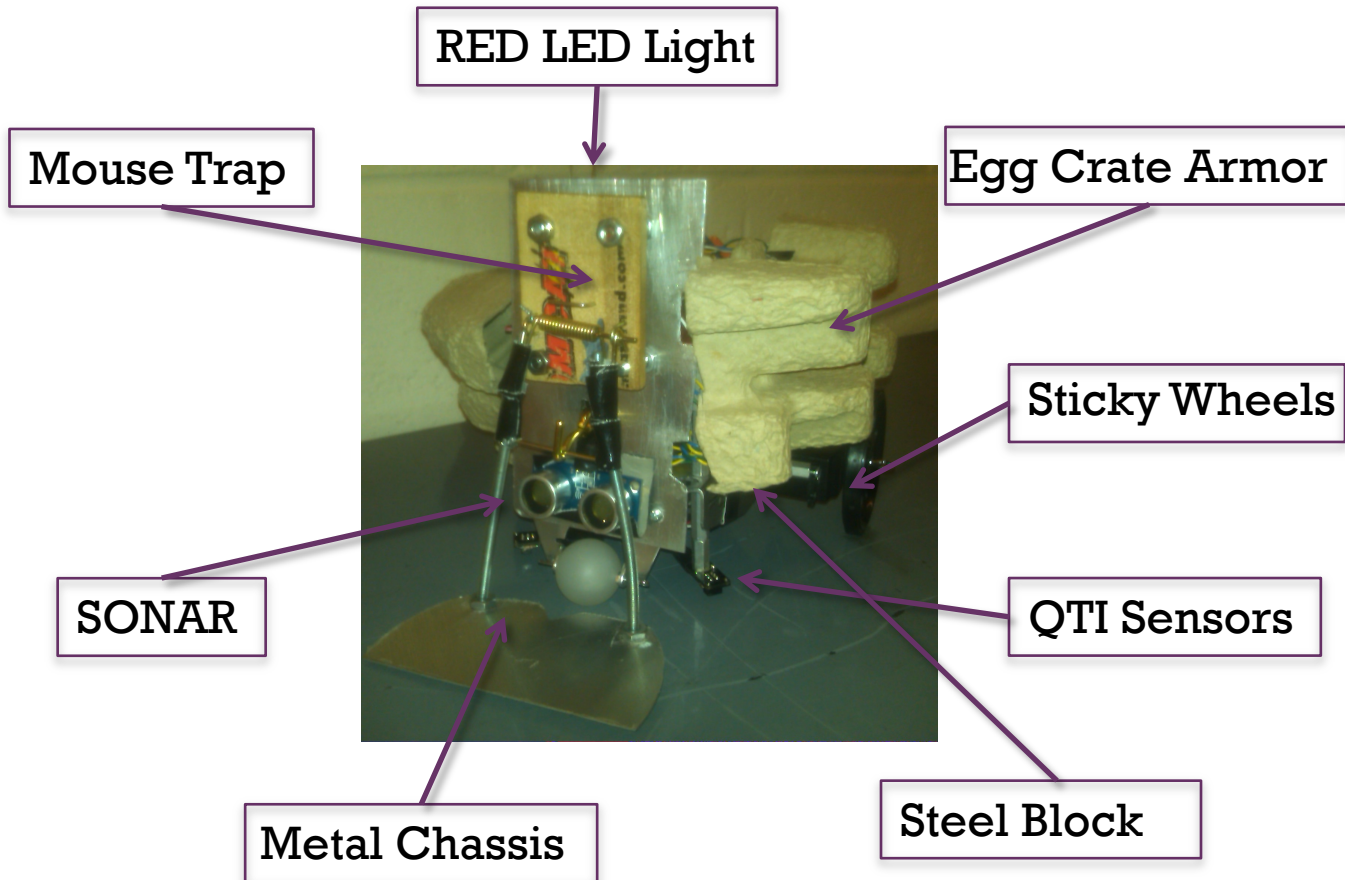 RED LED Light
Mouse Trap
Egg Crate Armor
Sticky Wheels
SONAR
QTI Sensors
Metal Chassis
Steel Block